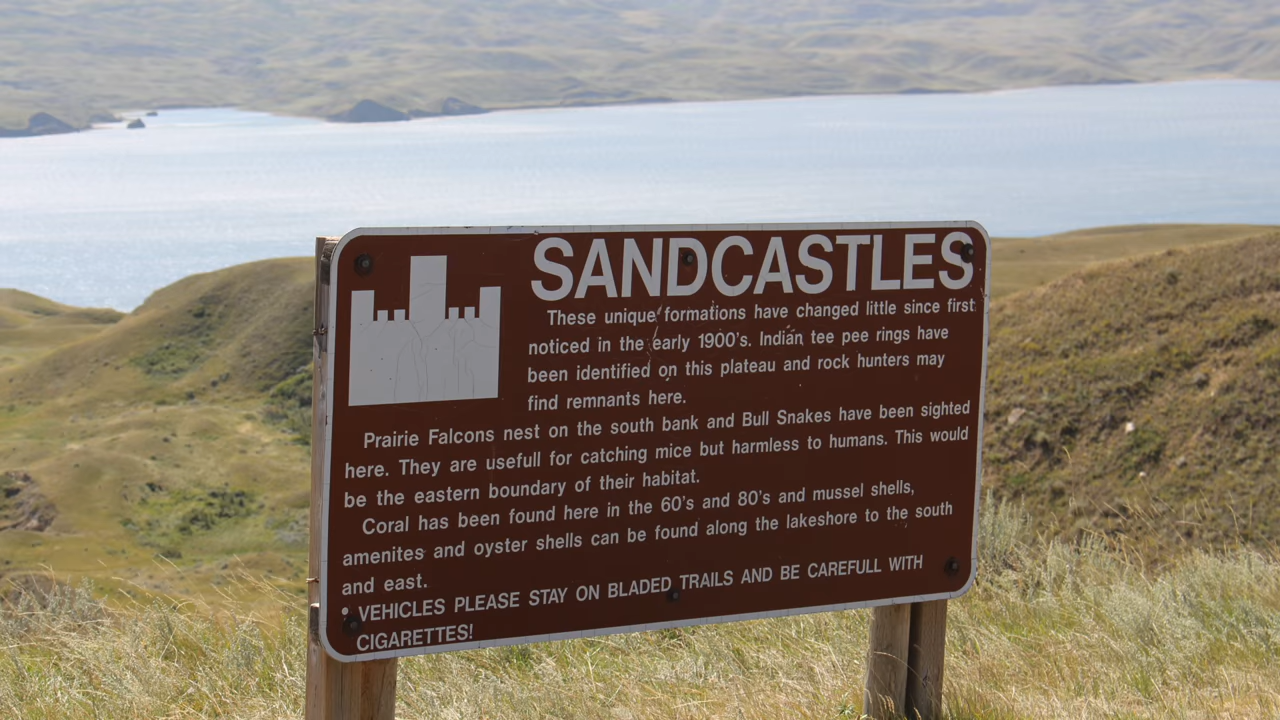 SANDCASTLES
These unique formations have changed little since first
noticed in the early 1900's. Indian tee pee rings have
been identified on this plateau and rock hunters may
find remnants here.
Prairie Falcons nest on the south bank and Bull Snakes have been sighted
here. They are usefull for catching mice but harmless to humans. This would
be the eastern boundary of their habitat.
Coral has been found here in the 60's and 80's and mussel shells,
amenites and oyster shells can be found along the lakeshore to the south
and east.
• VEHICLES PLEASE STAY ON BLADED TRAILS AND BE CAREFULL WITH
CIGARETTES!